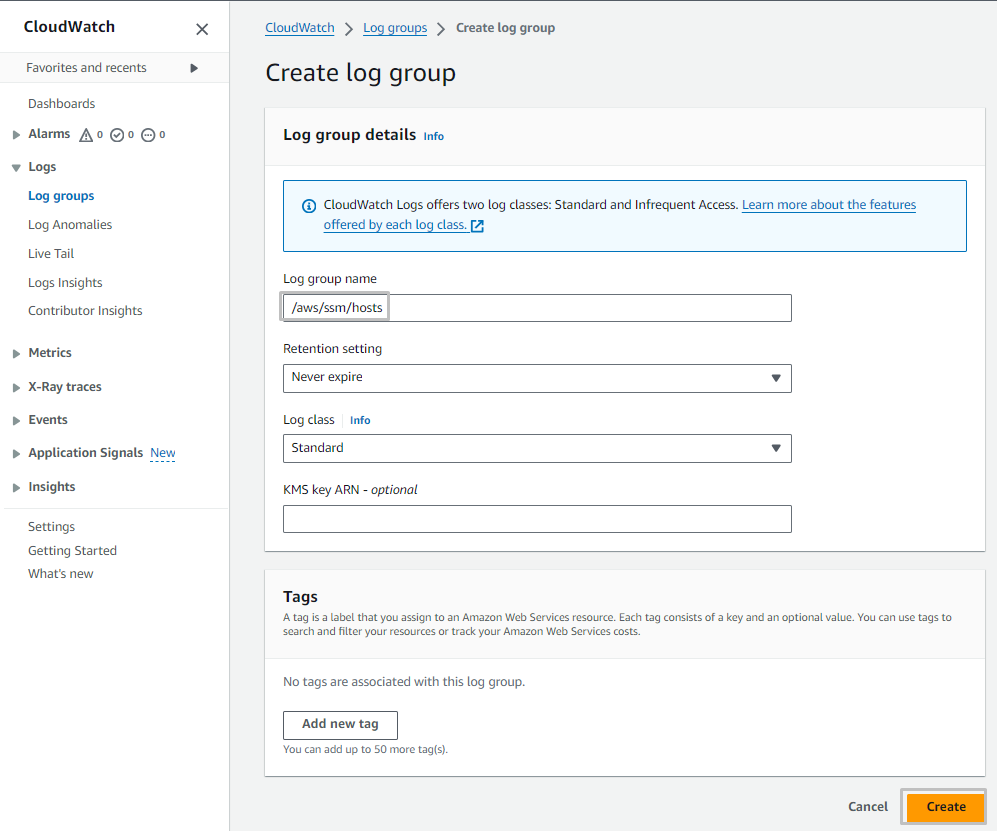 CloudWatch
Favorites and recents
Dashboards
Alarms 0 0 0
Logs
Log groups
Log Anomalies
Live Tail
Logs Insights
Contributor Insights
Metrics
X-Ray traces
Events
Application Signals New
Insights
Settings
Getting Started
What's new
CloudWatch > Log groups > Create log group
Create log group
Log group details Info
CloudWatch Logs offers two log classes: Standard and Infrequent Access. Learn more about the features
offered by each log class.
Log group name
/aws/ssm/hosts
Retention setting
Never expire
Log class Info
Standard
KMS key ARN - optional
Tags
A tag is a label that you assign to an Amazon Web Services resource. Each tag consists of a key and an optional value. You can use tags to
search and filter your resources or track your Amazon Web Services costs.
No tags are associated with this log group.
Add new tag
You can add up to 50 more tag(s).
Cancel
Create